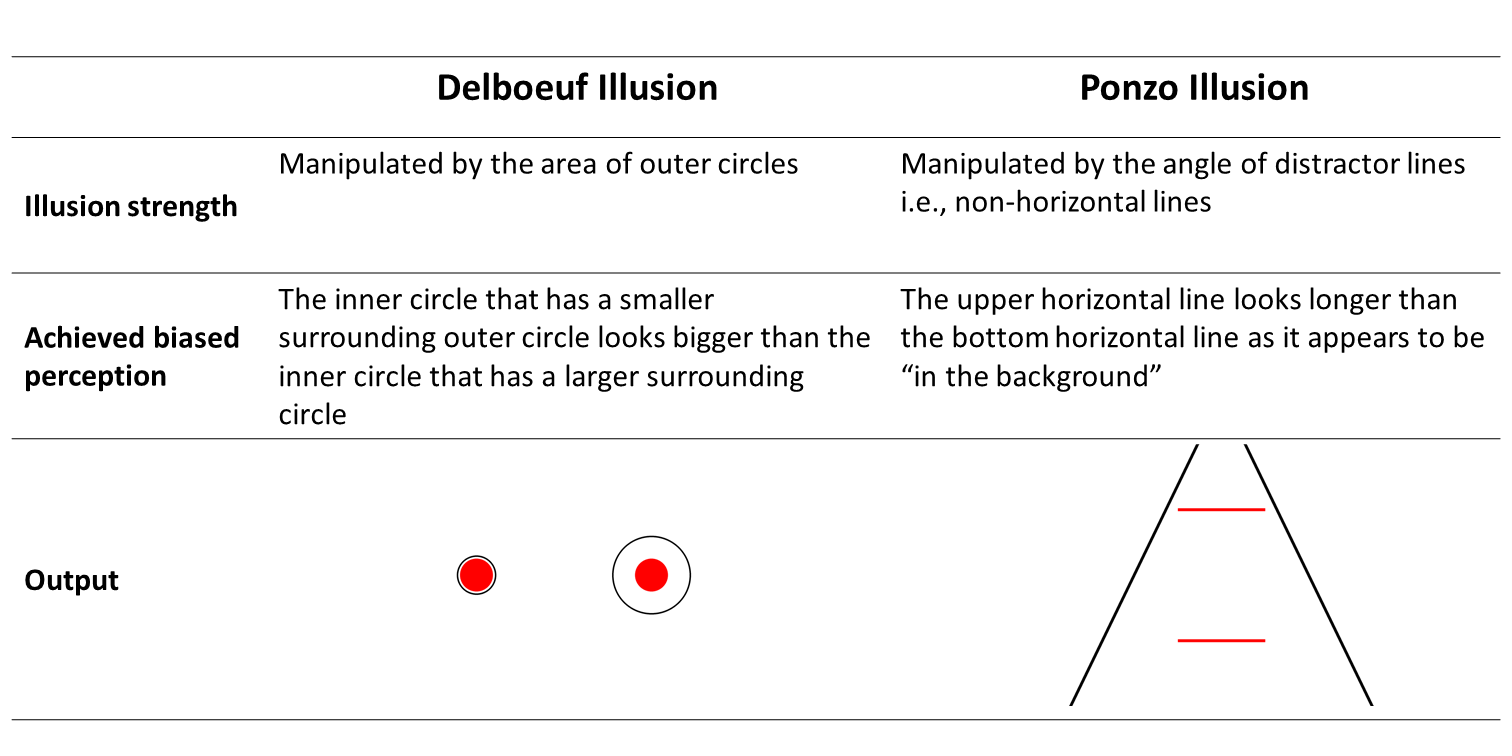 Delboeuf Illusion
Ponzo Illusion
Illusion strength
Manipulated by the area of outer circles
Manipulated by the angle of distractor lines
i.e., non-horizontal lines
Achieved biased
perception
The inner circle that has a smaller
surrounding outer circle looks bigger than the
inner circle that has a larger surrounding
circle
The upper horizontal line looks longer than
the bottom horizontal line as it appears to be
“in the background”
Output